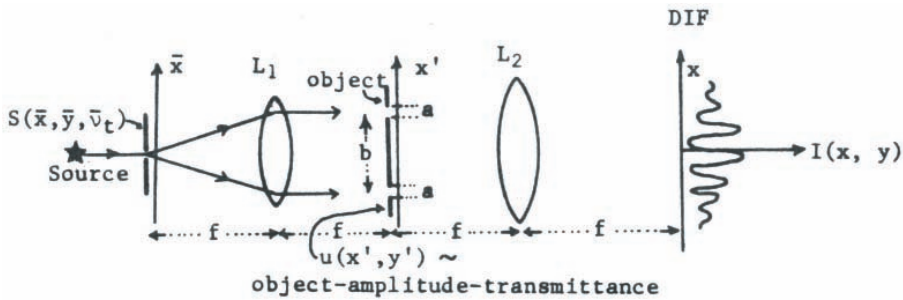 DIF
x̄
L₁
x'
L₂
x
object
a
S(x̄,ȳ,ν̄t)
a
b
I(x, y)
Source
a
f
f
f
f
u(x',y') ~
object-amplitude-transmittance